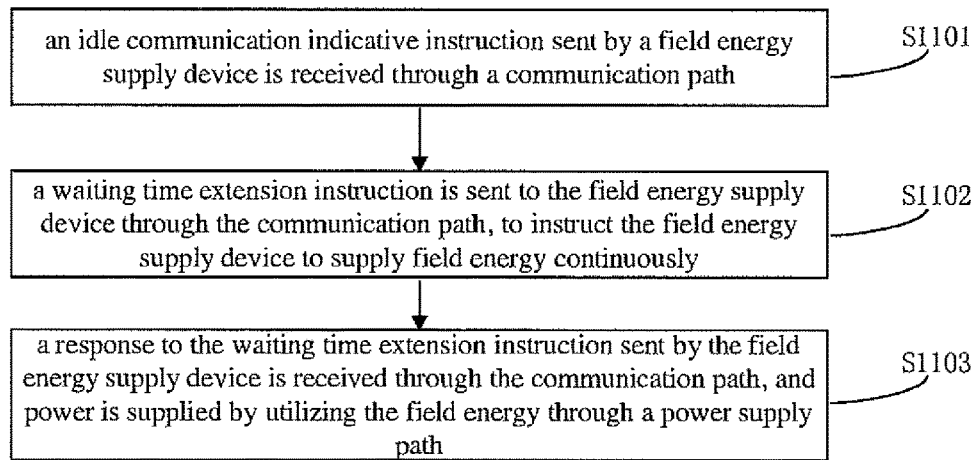 an idle communication indicative instruction sent by a field energy
supply device is received through a communication path
S1101
a waiting time extension instruction is sent to the field energy supply
device through the communication path, to instruct the field energy
supply device to supply field energy continuously
S1102
a response to the waiting time extension instruction sent by the field
energy supply device is received through the communication path, and
power is supplied by utilizing the field energy through a power supply
path
S1103